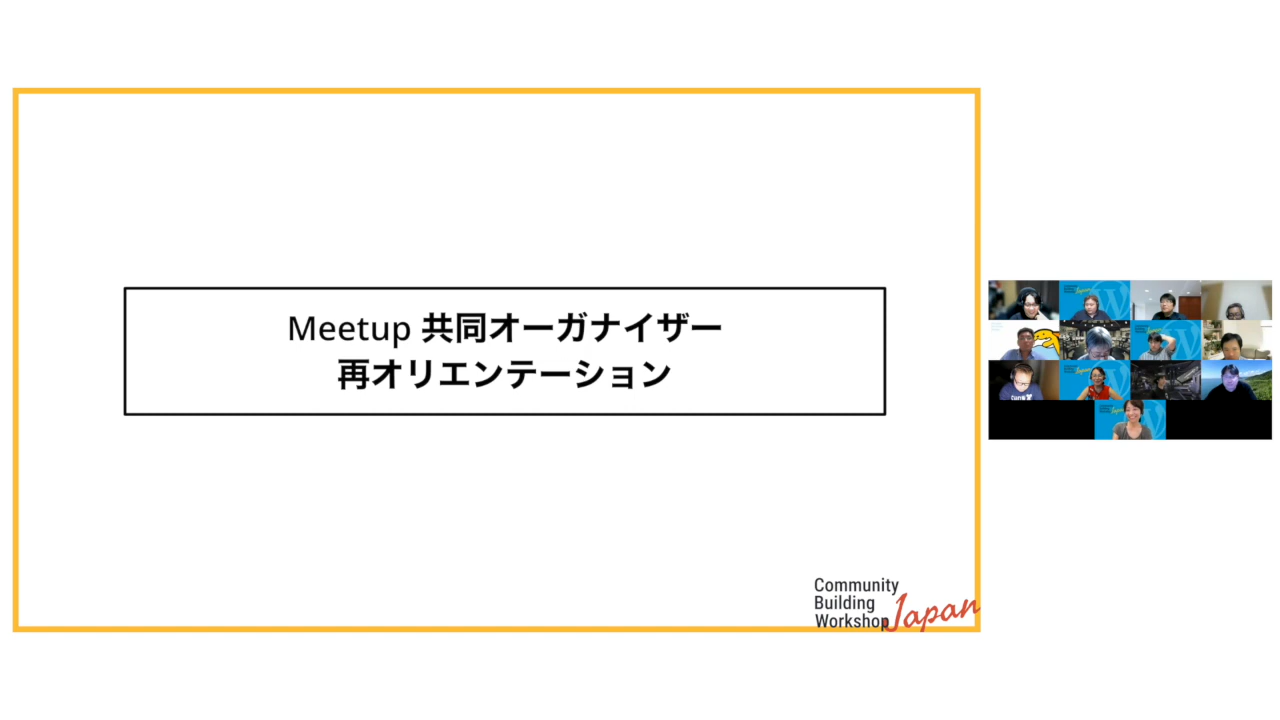 Meetup 共同オーガナイザー
再オリエンテーション
Community
Building
Workshop Japan